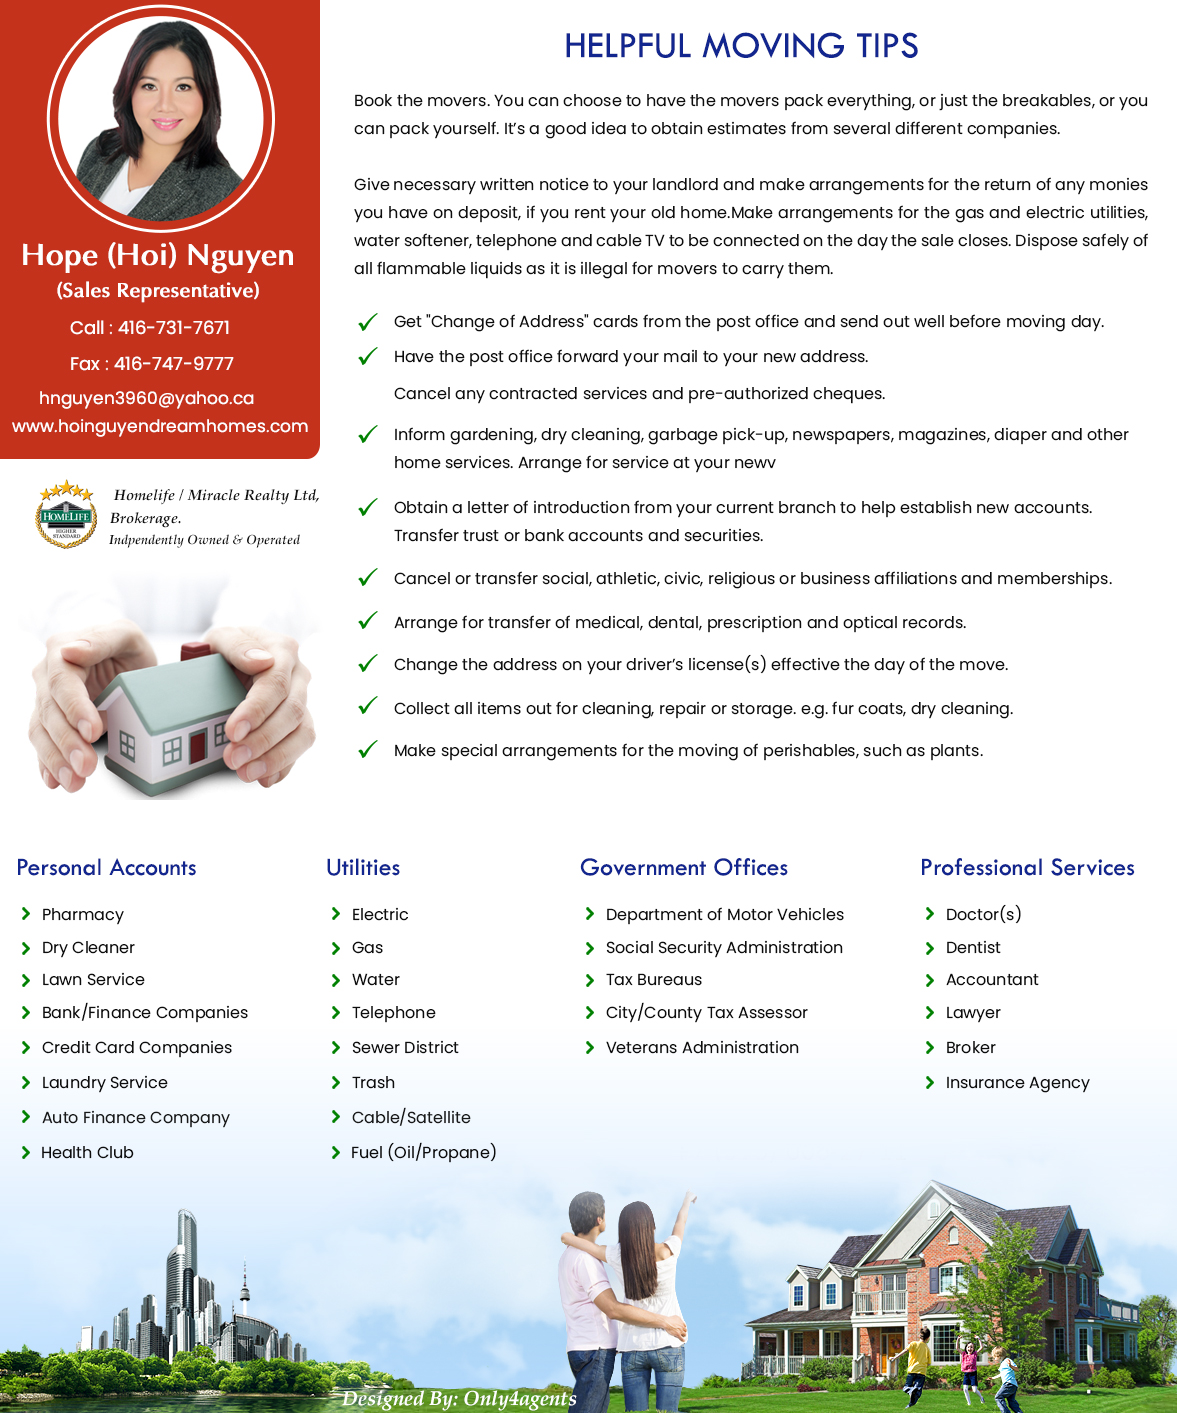 Hope (Hoi) Nguyen
(Sales Representative)
Call : 416-731-7671
Fax : 416-747-9777
hnguyen3960@yahoo.ca
www.hoinguyendreamhomes.com
HOMELIFE
HIGHER
STANDARD
Homelife / Miracle Realty Ltd,
Brokerage.
Indpendently Owned & Operated
HELPFUL MOVING TIPS
Book the movers. You can choose to have the movers pack everything, or just the breakables, or you
can pack yourself. It’s a good idea to obtain estimates from several different companies.
Give necessary written notice to your landlord and make arrangements for the return of any monies
you have on deposit, if you rent your old home.Make arrangements for the gas and electric utilities,
water softener, telephone and cable TV to be connected on the day the sale closes. Dispose safely of
all flammable liquids as it is illegal for movers to carry them.
Get "Change of Address" cards from the post office and send out well before moving day.
Have the post office forward your mail to your new address.
Cancel any contracted services and pre-authorized cheques.
Inform gardening, dry cleaning, garbage pick-up, newspapers, magazines, diaper and other
home services. Arrange for service at your newv
Obtain a letter of introduction from your current branch to help establish new accounts.
Transfer trust or bank accounts and securities.
Cancel or transfer social, athletic, civic, religious or business affiliations and memberships.
Arrange for transfer of medical, dental, prescription and optical records.
Change the address on your driver’s license(s) effective the day of the move.
Collect all items out for cleaning, repair or storage. e.g. fur coats, dry cleaning.
Make special arrangements for the moving of perishables, such as plants.
Personal Accounts
Pharmacy
Dry Cleaner
Lawn Service
Bank/Finance Companies
Credit Card Companies
Laundry Service
Auto Finance Company
Health Club
Utilities
Electric
Gas
Water
Telephone
Sewer District
Trash
Cable/Satellite
Fuel (Oil/Propane)
Government Offices
Department of Motor Vehicles
Social Security Administration
Tax Bureaus
City/County Tax Assessor
Veterans Administration
Professional Services
Doctor(s)
Dentist
Accountant
Lawyer
Broker
Insurance Agency
Designed By: Only4agents